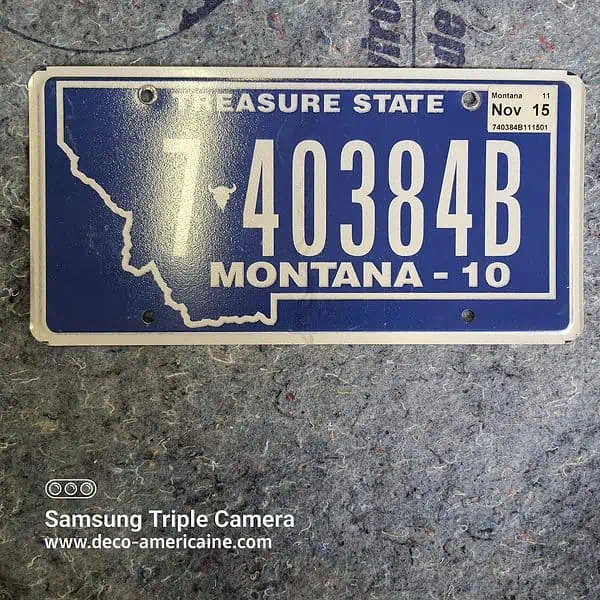 TREASURE STATE
Montana 11
Nov 15
740384B111501
7 40384B
MONTANA - 10
Samsung Triple Camera
www.deco-americaine.com